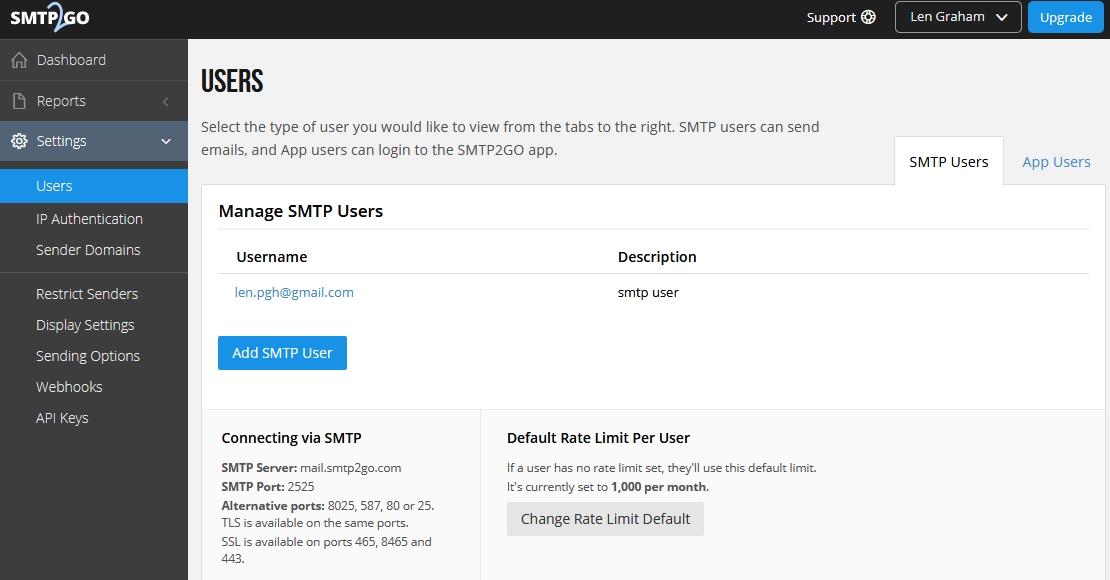 SMTP2GO
Support
Len Graham
Upgrade
Dashboard
Reports
Settings
Users
IP Authentication
Sender Domains
Restrict Senders
Display Settings
Sending Options
Webhooks
API Keys
USERS
Select the type of user you would like to view from the tabs to the right. SMTP users can send
emails, and App users can login to the SMTP2GO app.
SMTP Users
App Users
Manage SMTP Users
Username Description
len.pgh@gmail.com smtp user
Add SMTP User
Connecting via SMTP
SMTP Server: mail.smtp2go.com
SMTP Port: 2525
Alternative ports: 8025, 587, 80 or 25.
TLS is available on the same ports.
SSL is available on ports 465, 8465 and
443.
Default Rate Limit Per User
If a user has no rate limit set, they'll use this default limit.
It's currently set to 1,000 per month.
Change Rate Limit Default